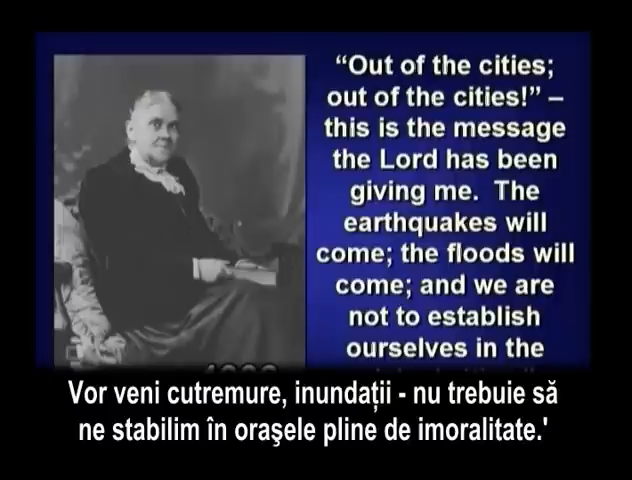 “Out of the cities;
out of the cities!” –
this is the message
the Lord has been
giving me. The
earthquakes will
come; the floods will
come; and we are
not to establish
ourselves in the
Vor veni cutremure, inundații - nu trebuie să
ne stabilim în oraşele pline de imoralitate.'